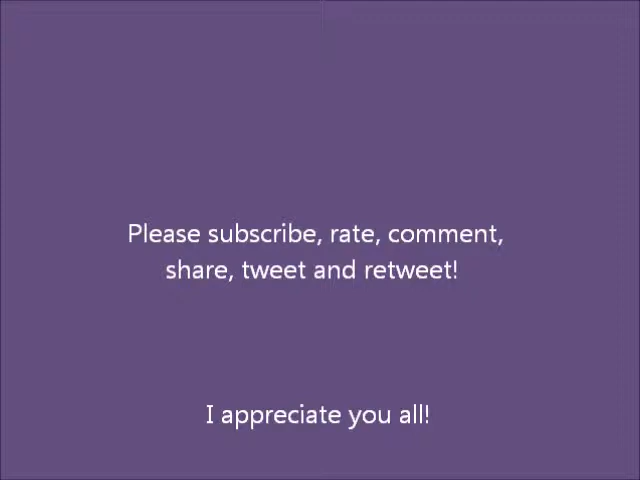 Please subscribe, rate, comment,
share, tweet and retweet!
I appreciate you all!